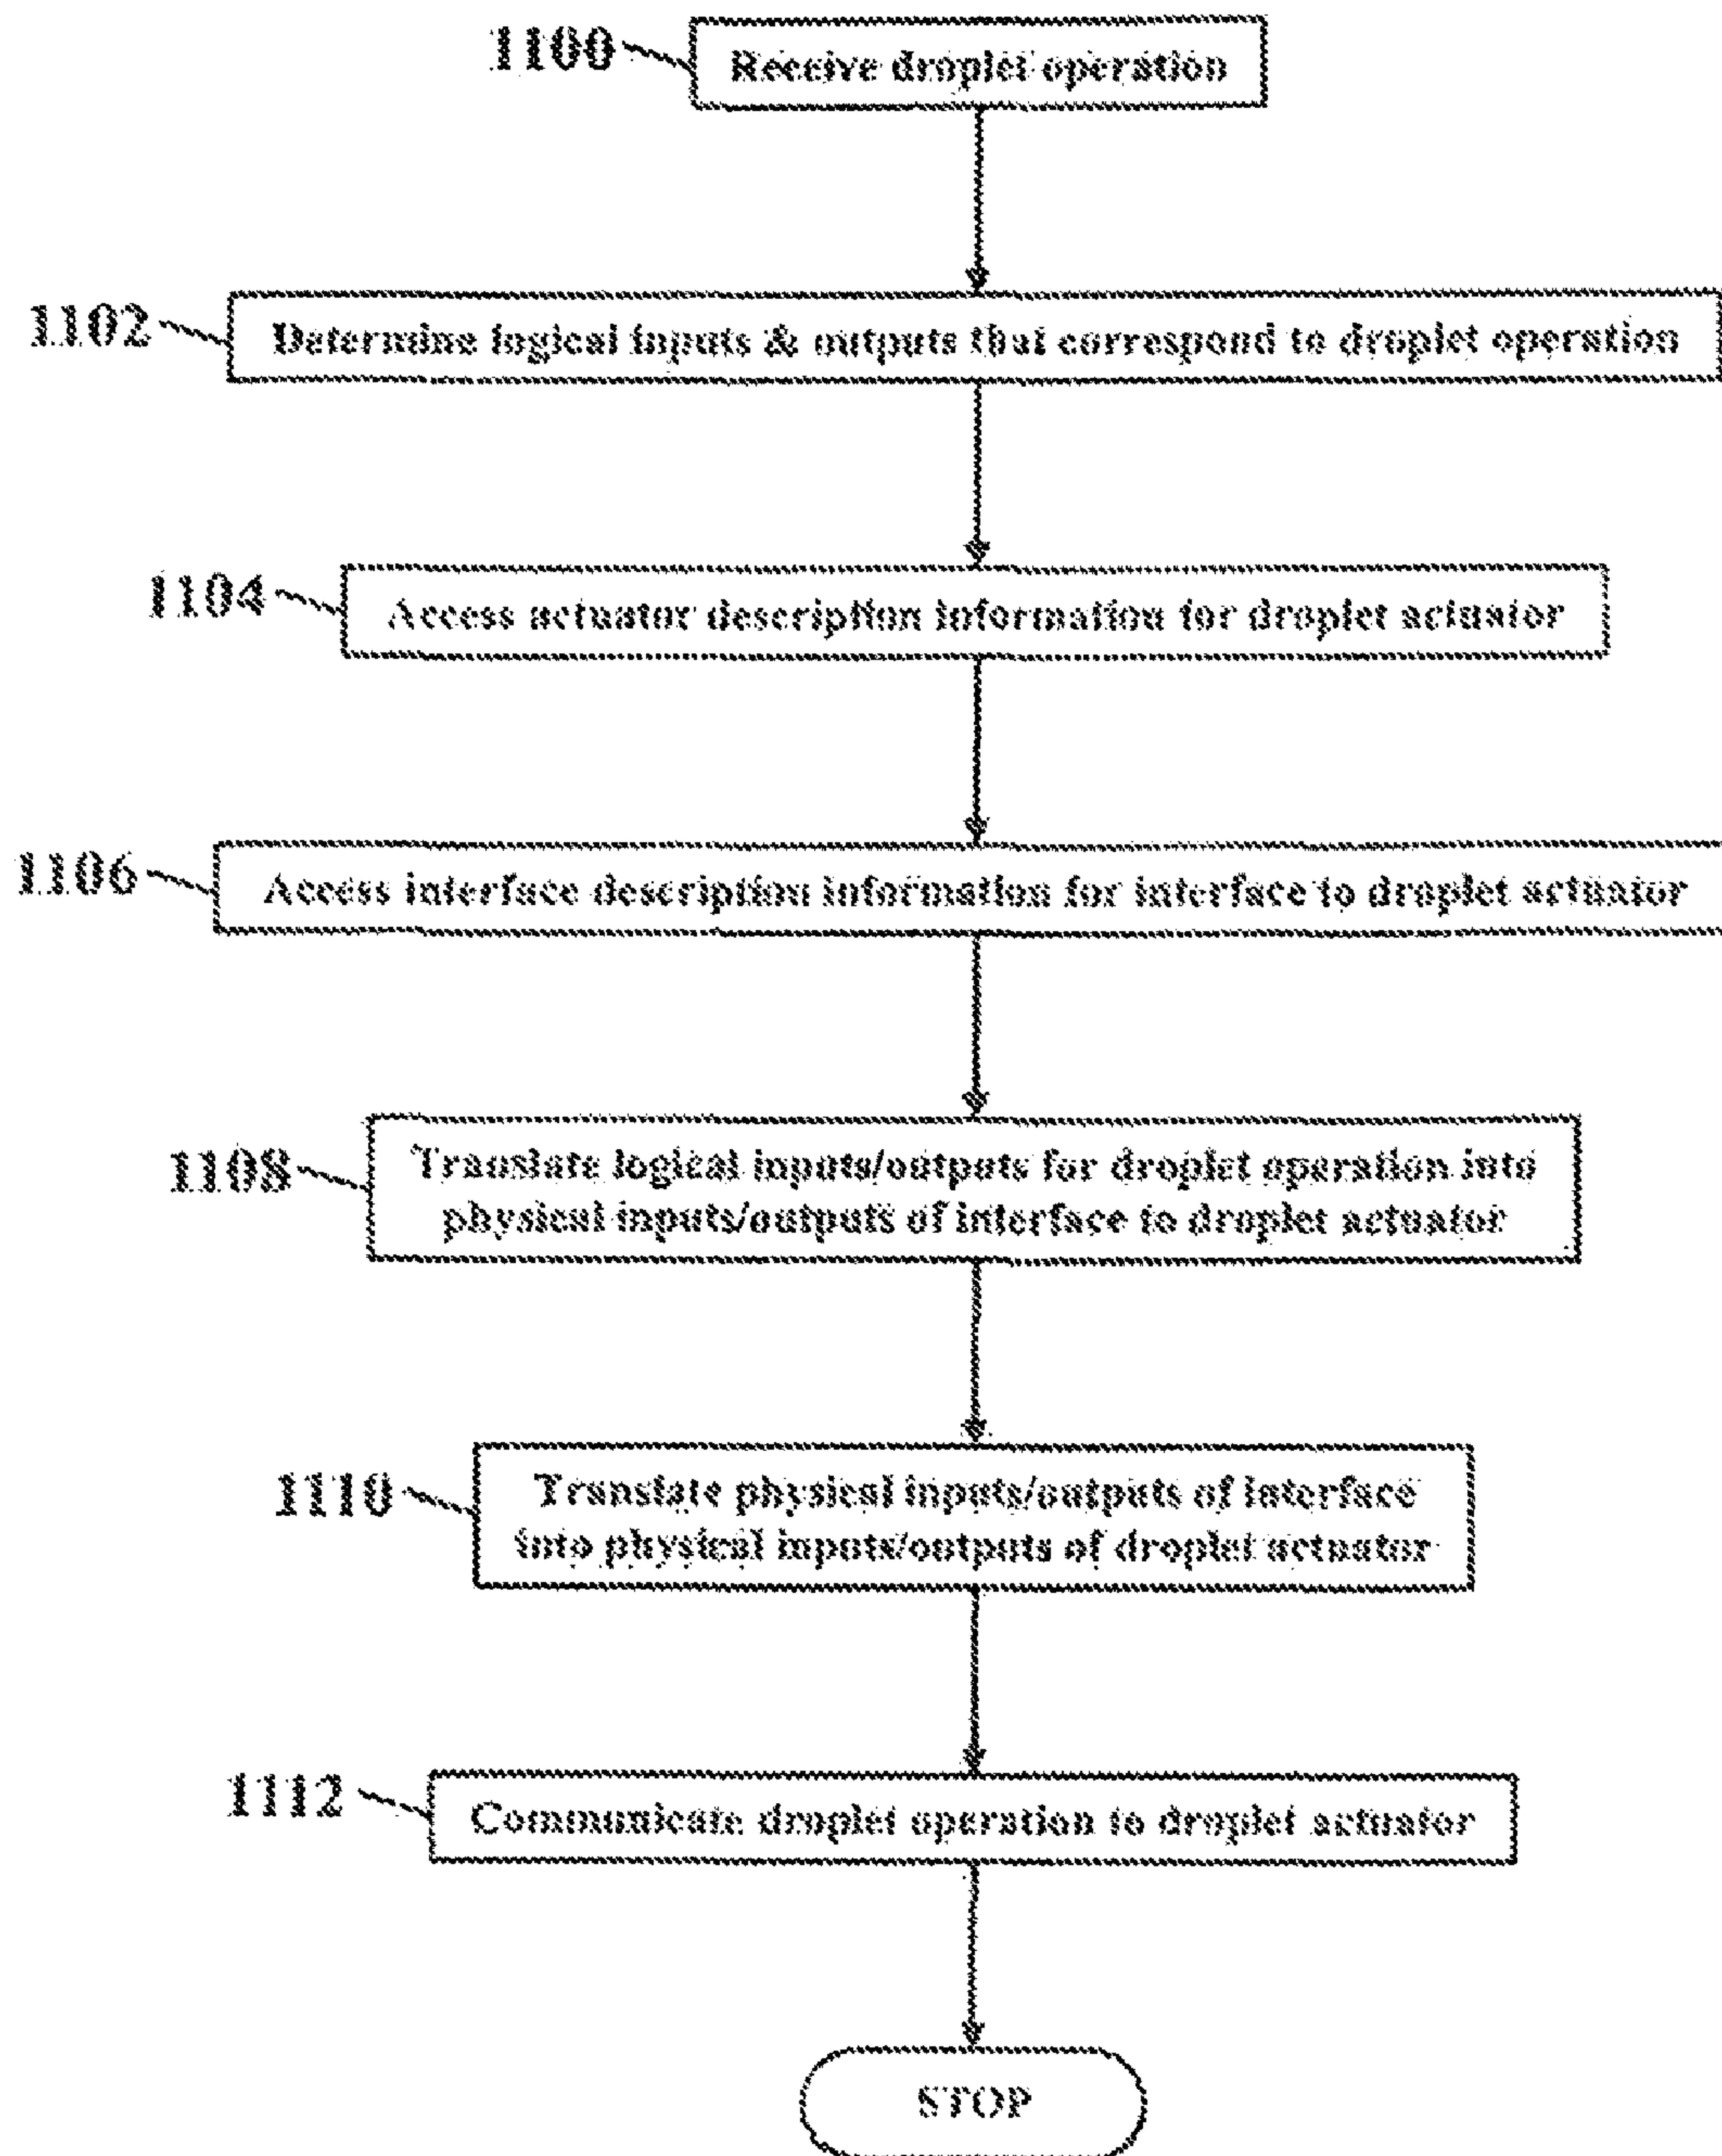 1100
Receive droplet operation
1102
Determine logical inputs & outputs that correspond to droplet operation
1104
Access actuator description information for droplet actuator
1106
Access interface description information for interface to droplet actuator
1108
Translate logical inputs/outputs for droplet operation into
physical inputs/outputs of interface to droplet actuator
1110
Translate physical inputs/outputs of interface
into physical inputs/outputs of droplet actuator
1112
Communicate droplet operation to droplet actuator
STOP